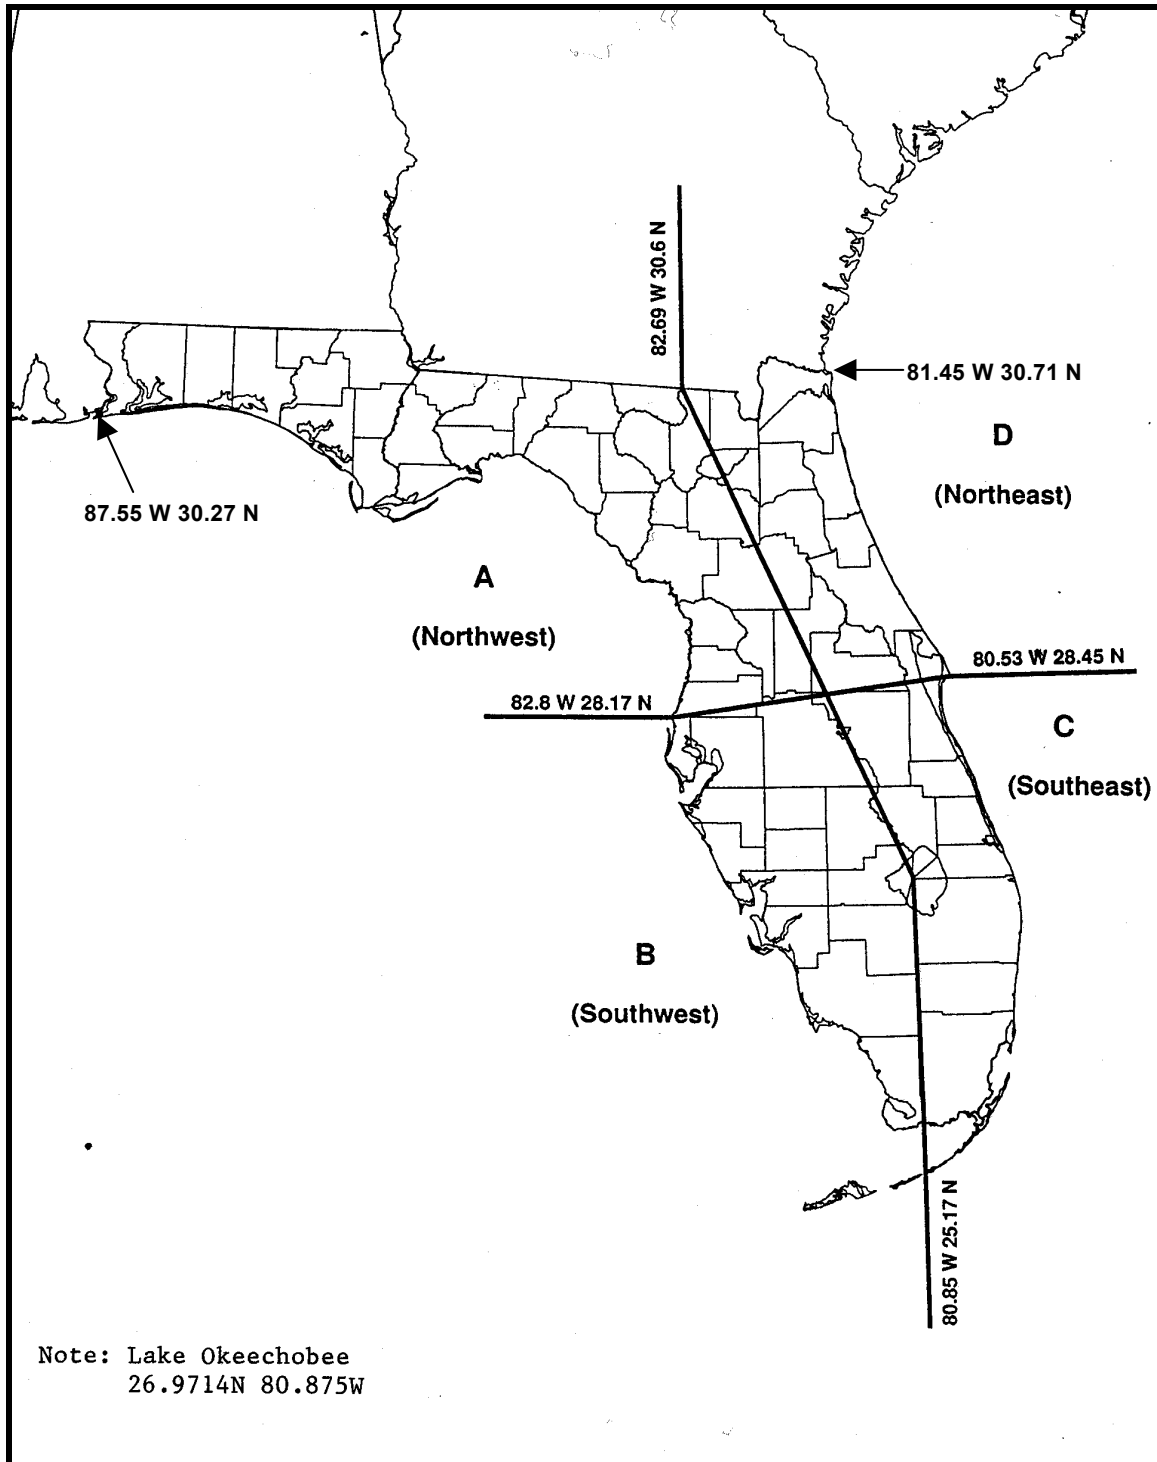 82.69 W 30.6 N
81.45 W 30.71 N
D
(Northeast)
87.55 W 30.27 N
A
(Northwest)
80.53 W 28.45 N
82.8 W 28.17 N
C
(Southeast)
B
(Southwest)
80.85 W 25.17 N
Note: Lake Okeechobee
26.9714N 80.875W